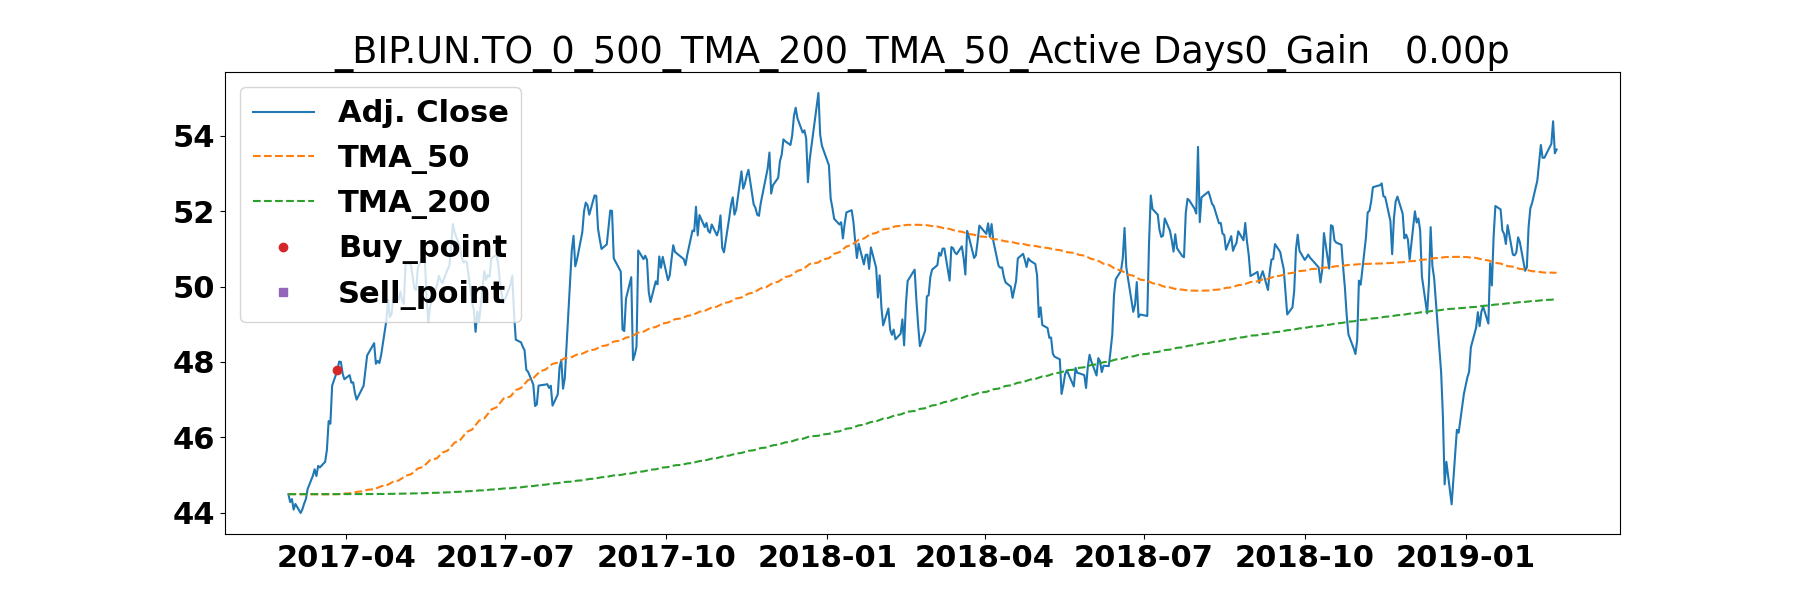 _BIP.UN.TO_0_500_TMA_200_TMA_50_Active Days0_Gain   0.00p
Adj. Close
TMA_50
TMA_200
Buy_point
Sell_point
54
52
50
48
46
44
2017-04 2017-07 2017-10 2018-01 2018-04 2018-07 2018-10 2019-01